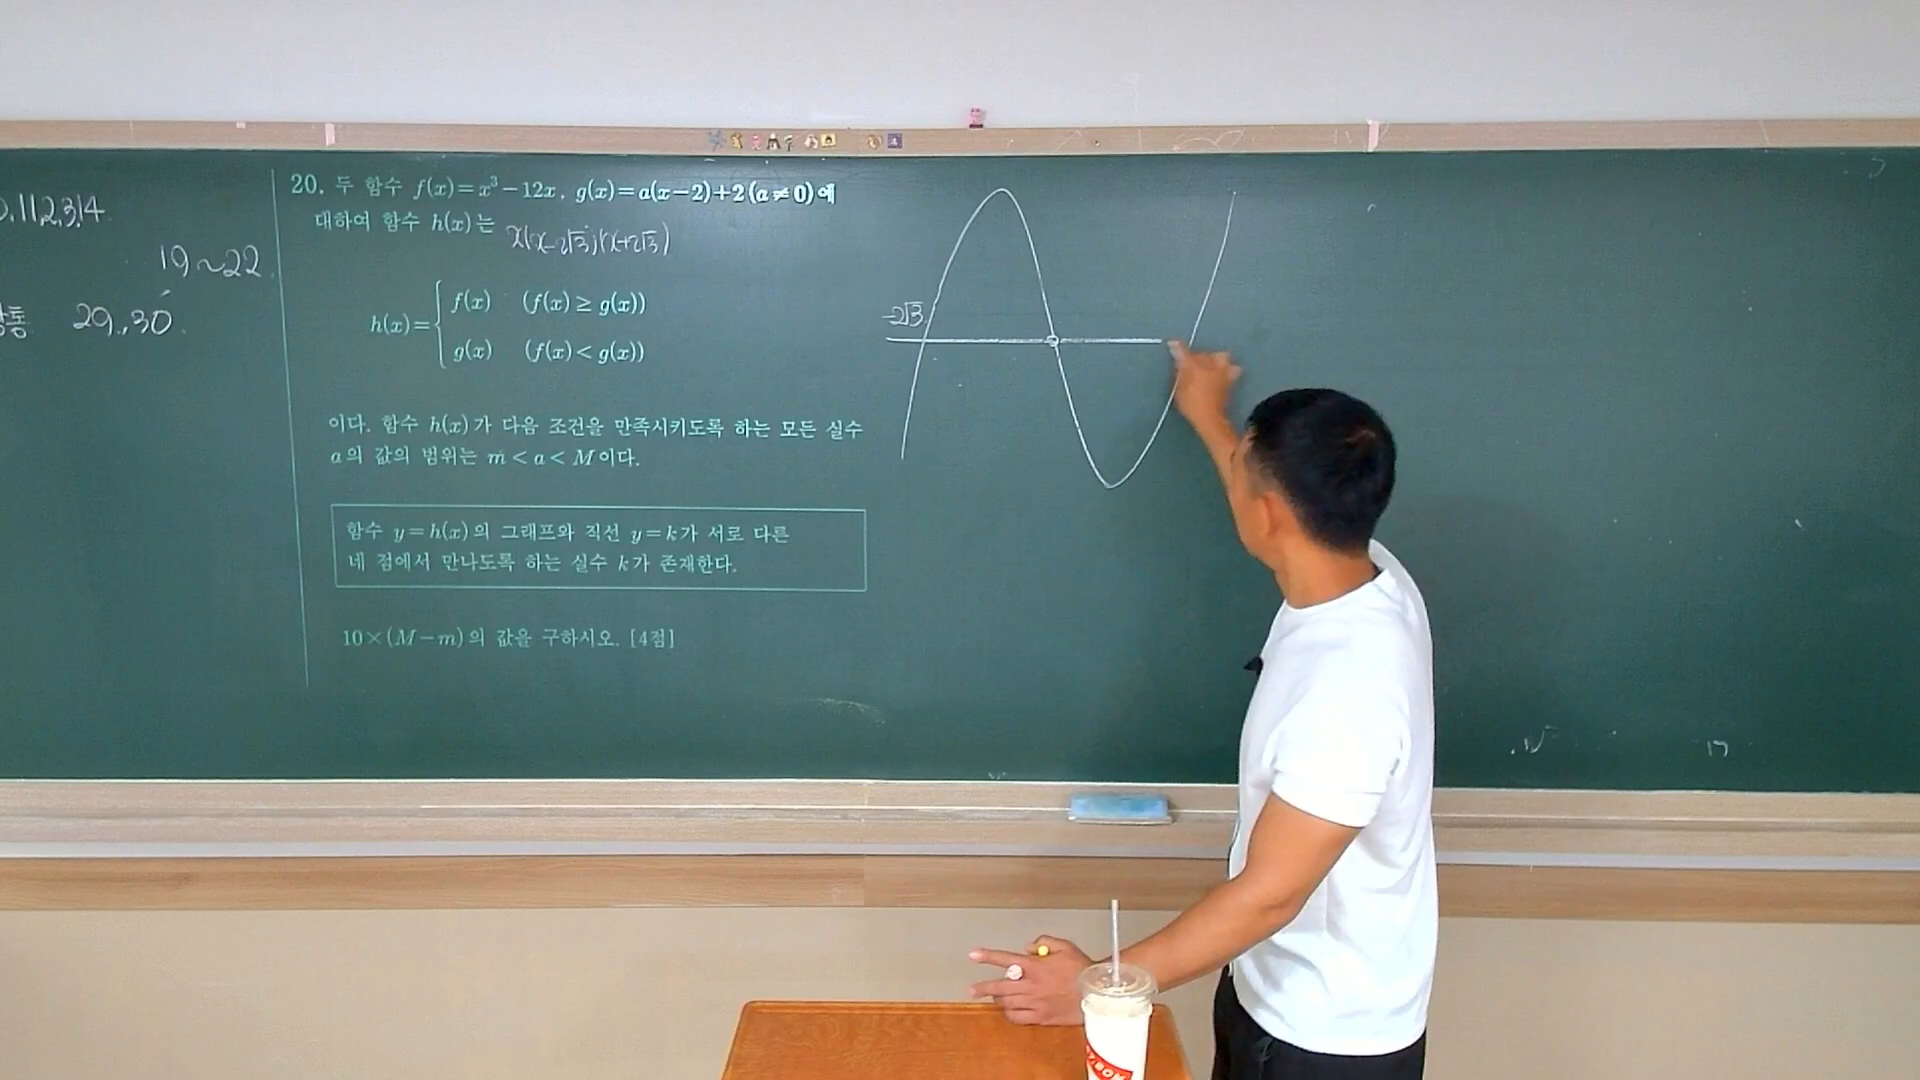 11,2,3,14
19~22
29, 30
20. 두 함수 f(x)=x³−12x, g(x)=a(x−2)+2 (a≠0)에
대하여 함수 h(x)는
x(x-2√3)(x+2√3)
h(x)={ f(x) (f(x)≥g(x))
g(x) (f(x)<g(x))
이다. 함수 h(x)가 다음 조건을 만족시키도록 하는 모든 실수
a의 값의 범위는 m<a<M이다.
함수 y=h(x)의 그래프와 직선 y=k가 서로 다른
네 점에서 만나도록 하는 실수 k가 존재한다.
10×(M−m)의 값을 구하시오. [4점]
-2√3